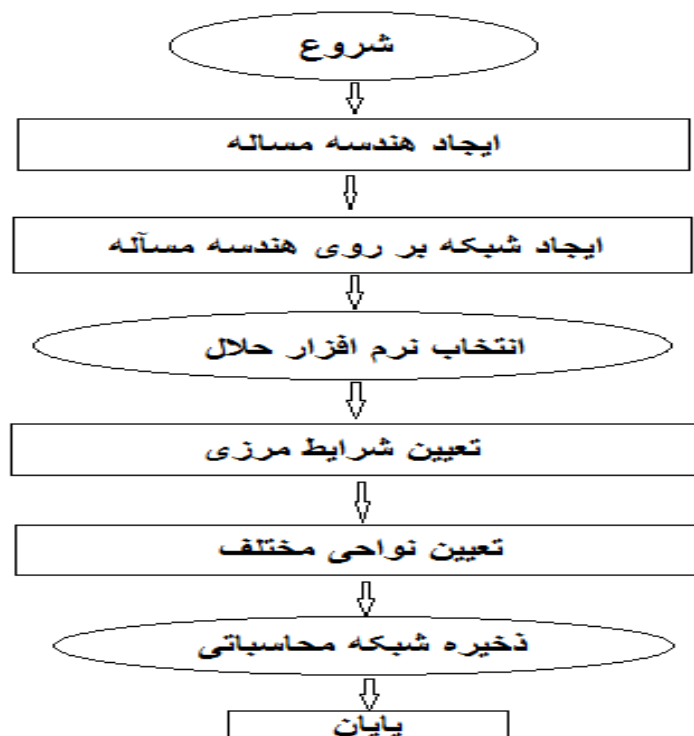 شروع
ایجاد هندسه مساله
ایجاد شبکه بر روی هندسه مسآله
انتخاب نرم افزار حلال
تعیین شرایط مرزی
تعیین نواحی مختلف
ذخیره شبکه محاسباتی
پایان